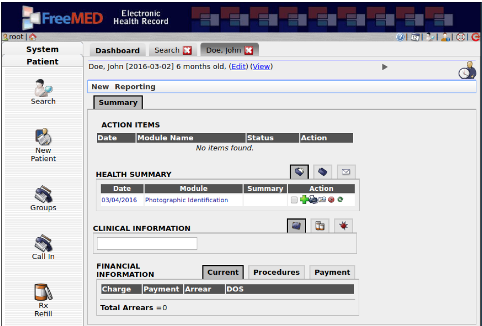 FreeMED Electronic
Health Record
root |
System
Patient
Search
New
Patient
Groups
Call In
Rx
Refill
Dashboard Search Doe, John
Doe, John [2016-03-02] 6 months old. (Edit) (View)
New Reporting
Summary
ACTION ITEMS
Date Module Name Status Action
No items found.
HEALTH SUMMARY
Date Module Summary Action
03/04/2016 Photographic Identification
CLINICAL INFORMATION
FINANCIAL
INFORMATION
Current Procedures Payment
Charge Payment Arrear DOS
Total Arrears =0